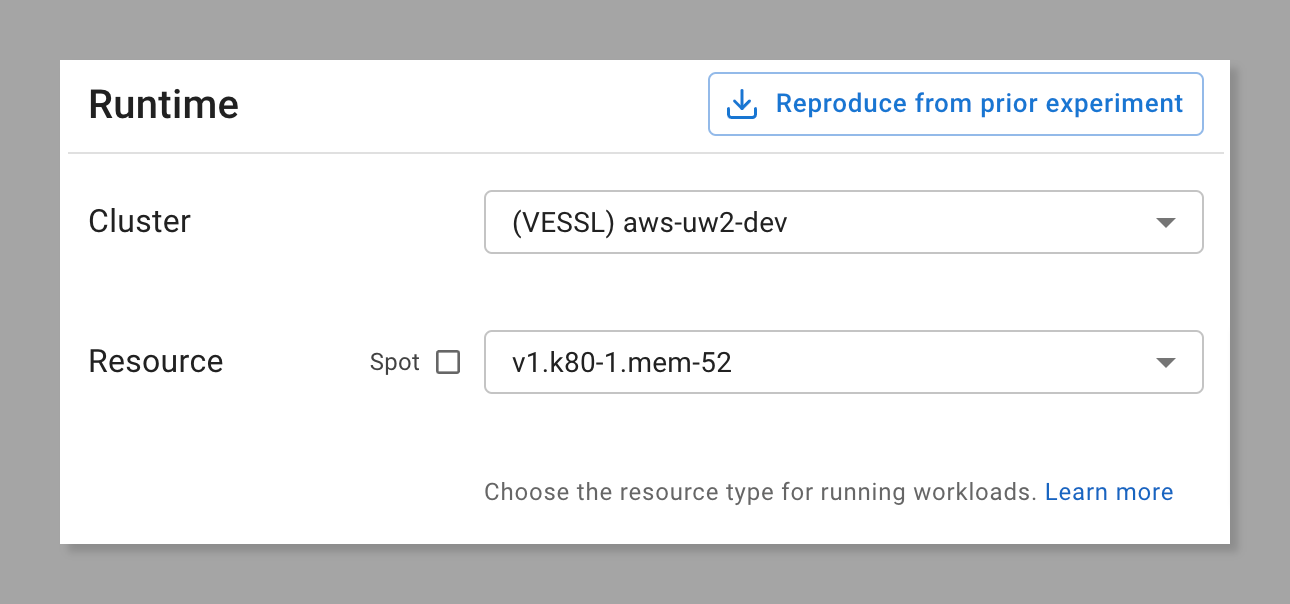 Runtime
Reproduce from prior experiment
Cluster
(VESSL) aws-uw2-dev
Resource
Spot
v1.k80-1.mem-52
Choose the resource type for running workloads. Learn more